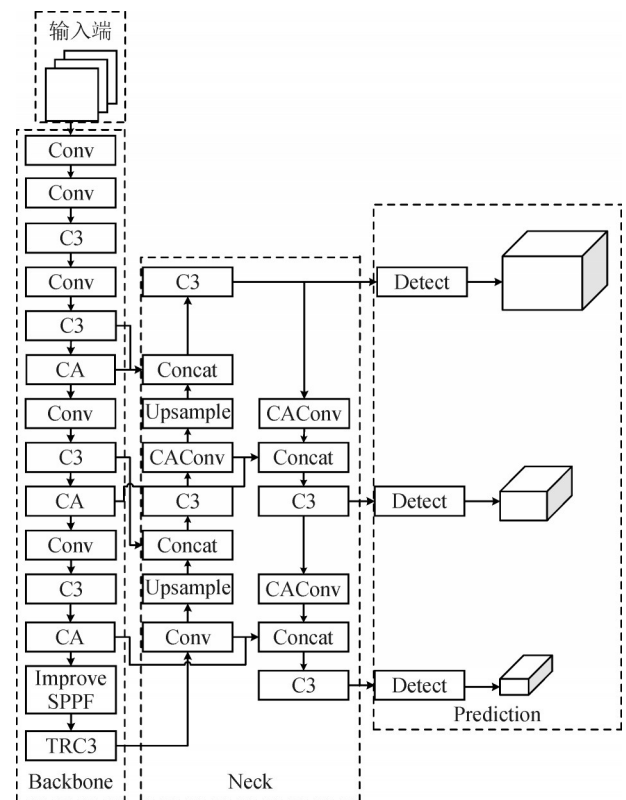 输入端
Conv
Conv
C3
Conv
C3
CA
Conv
C3
CA
Conv
C3
CA
Improve
SPPF
TRC3
Backbone
C3
Concat
Upsample
CAConv
C3
Concat
Upsample
Conv
CAConv
Concat
C3
CAConv
Concat
C3
Neck
Detect
Detect
Detect
Prediction